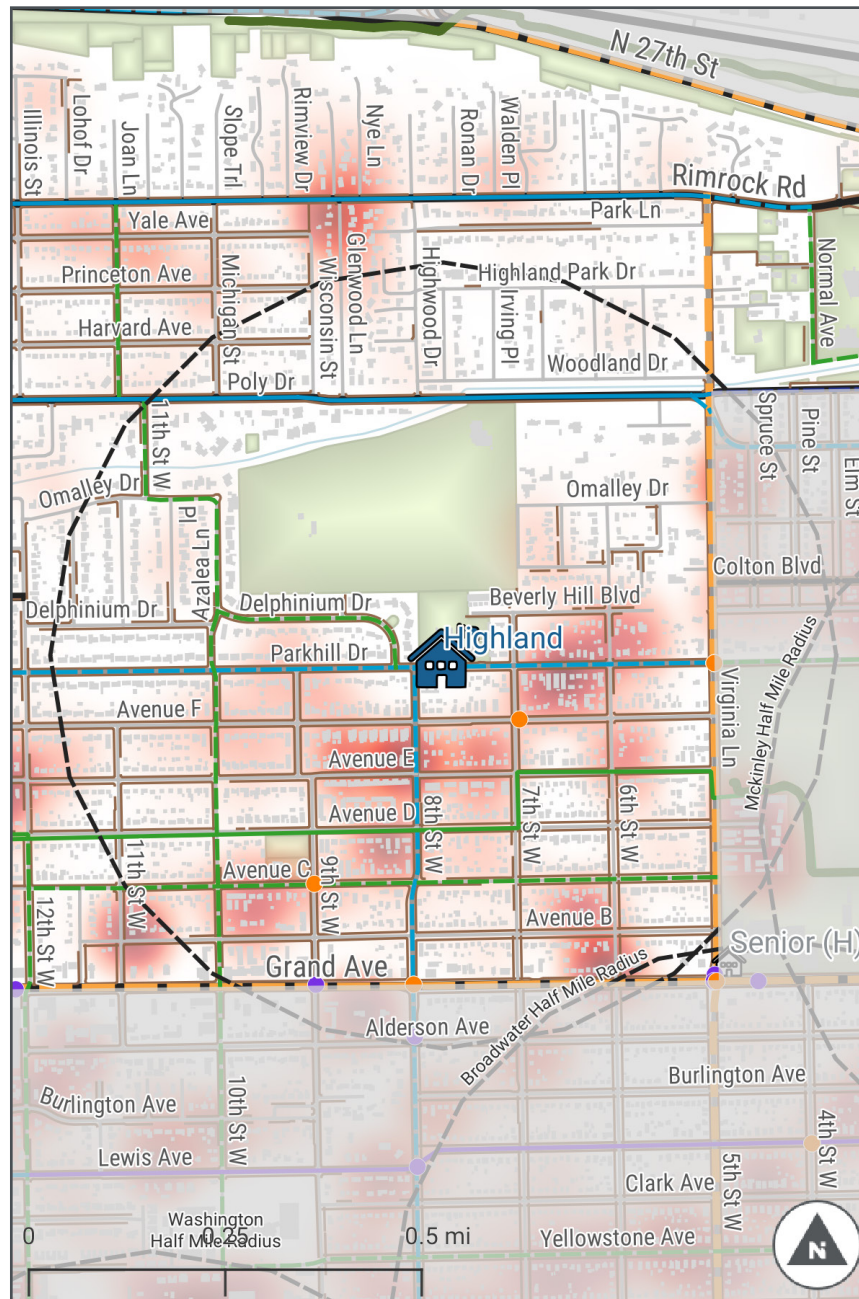 N 27th St
Illinois St
Lohof Dr
Joan Ln
Slope Trl
Rimview Dr
Nye Ln
Ronan Dr
Walden Pl
Rimrock Rd
Yale Ave
Park Ln
Princeton Ave
Michigan St
Wisconsin St
Glenwood Ln
Highwood Dr
Highland Park Dr
Irving Pl
Normal Ave
Harvard Ave
Woodland Dr
Poly Dr
11th St W
Spruce St
Pine St
Elm St
Omalley Dr
Omalley Dr
Pl
Azalea Ln
Colton Blvd
Delphinium Dr
Delphinium Dr
Beverly Hill Blvd
Highland
Parkhill Dr
Virginia Ln
Mckinley Half Mile Radius
Avenue F
Avenue E
Avenue D
8th St W
7th St W
6th St W
11th St W
Avenue C
9th St W
12th St W
Avenue B
Senior (H)
Grand Ave
Broadwater Half Mile Radius
Alderson Ave
Burlington Ave
Burlington Ave
10th St W
Lewis Ave
5th St W
4th St W
Clark Ave
Washington
Half Mile Radius
0
0.25
0.5 mi
Yellowstone Ave
N